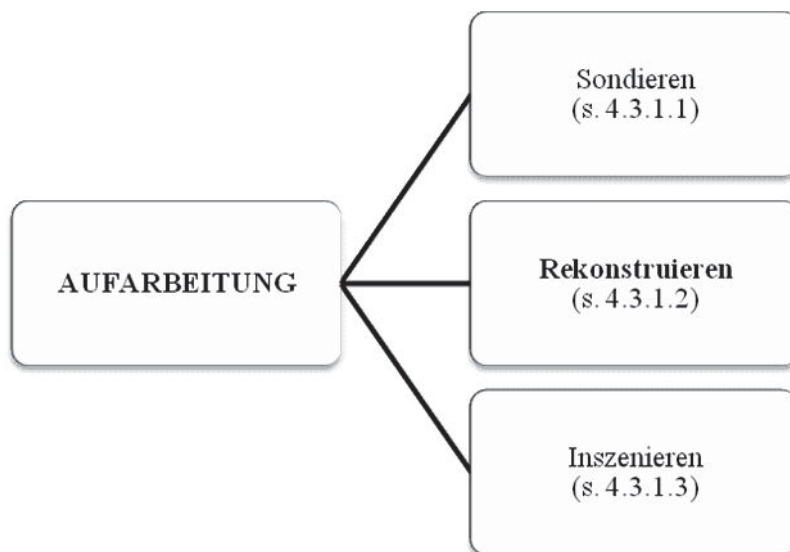 Sondieren
(s. 4.3.1.1)
AUFARBEITUNG
Rekonstruieren
(s. 4.3.1.2)
Inszenieren
(s. 4.3.1.3)